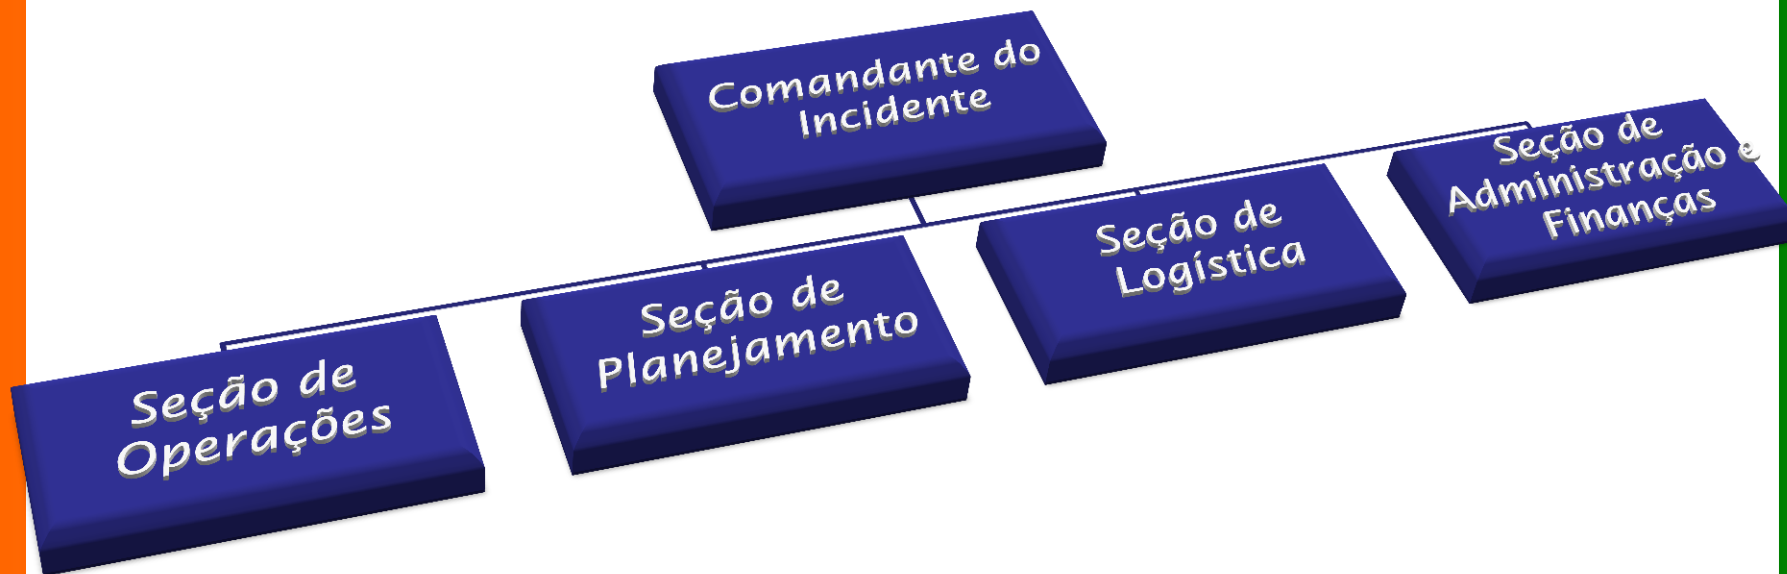 Comandante do
Incidente
Seção de
Operações
Seção de
Planejamento
Seção de
Logística
Seção de
Administração e
Finanças